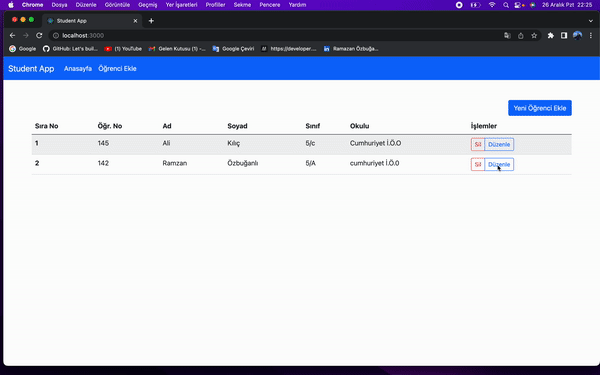 Chrome Dosya Düzenle Görüntüle Geçmiş Yer İşaretleri Profiller Sekme Pencere Yardım 26 Aralık Pzt 22:25
Student App
localhost:3000
Google GitHub: Let's buil... (1) YouTube Gelen Kutusu (1) -... Google Çeviri https://developer.... Ramazan Özbuğa...
Student App Anasayfa Öğrenci Ekle
Yeni Öğrenci Ekle
Sıra No Öğr. No Ad Soyad Sınıf Okulu İşlemler
1 145 Ali Kılıç 5/c Cumhuriyet İ.Ö.O Sil Düzenle
2 142 Ramzan Özbuğanlı 5/A cumhuriyet İ.Ö.0 Sil Düzenle